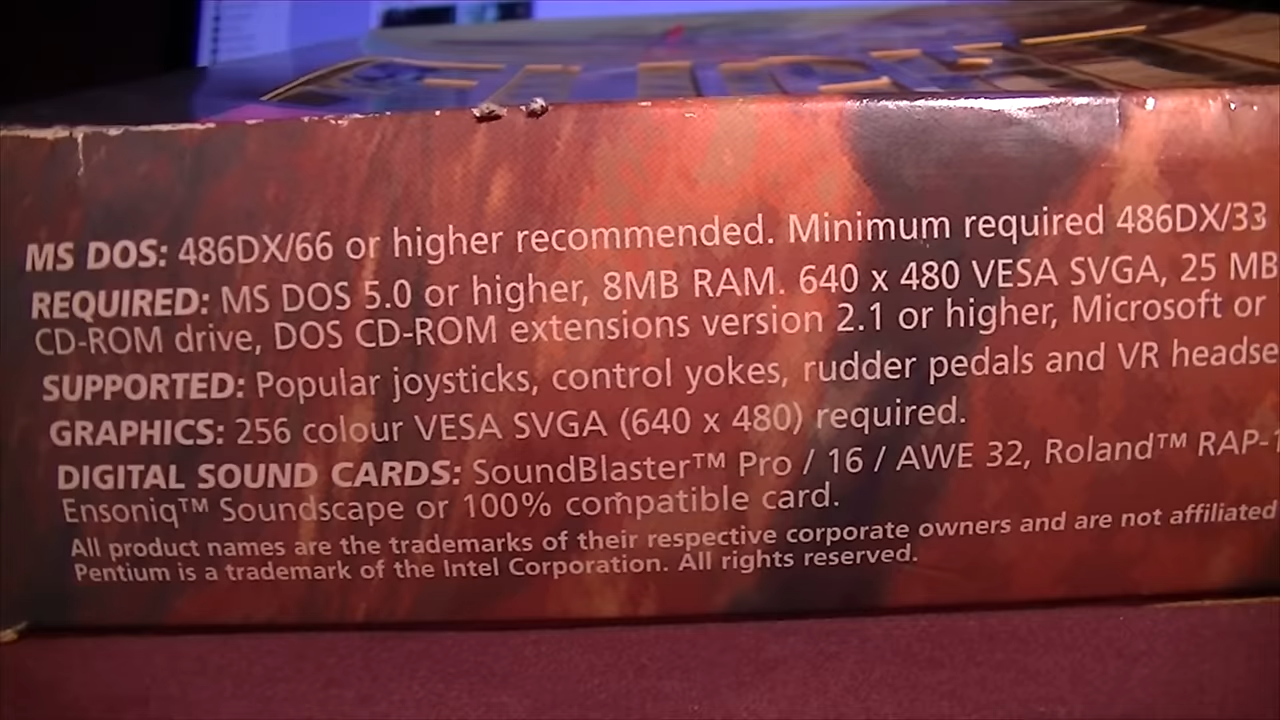 MS DOS: 486DX/66 or higher recommended. Minimum required 486DX/33
REQUIRED: MS DOS 5.0 or higher, 8MB RAM. 640 x 480 VESA SVGA, 25 MB
CD-ROM drive, DOS CD-ROM extensions version 2.1 or higher, Microsoft or
SUPPORTED: Popular joysticks, control yokes, rudder pedals and VR headse
GRAPHICS: 256 colour VESA SVGA (640 x 480) required.
DIGITAL SOUND CARDS: SoundBlaster™ Pro / 16 / AWE 32, Roland™ RAP-
Ensoniq™ Soundscape or 100% compatible card.
All product names are the trademarks of their respective corporate owners and are not affiliated
Pentium is a trademark of the Intel Corporation. All rights reserved.